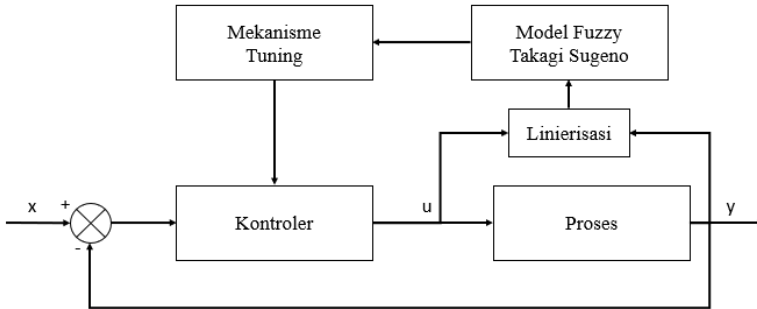 Mekanisme
Tuning
Model Fuzzy
Takagi Sugeno
Linierisasi
x
+
-
Kontroler
u
Proses
y